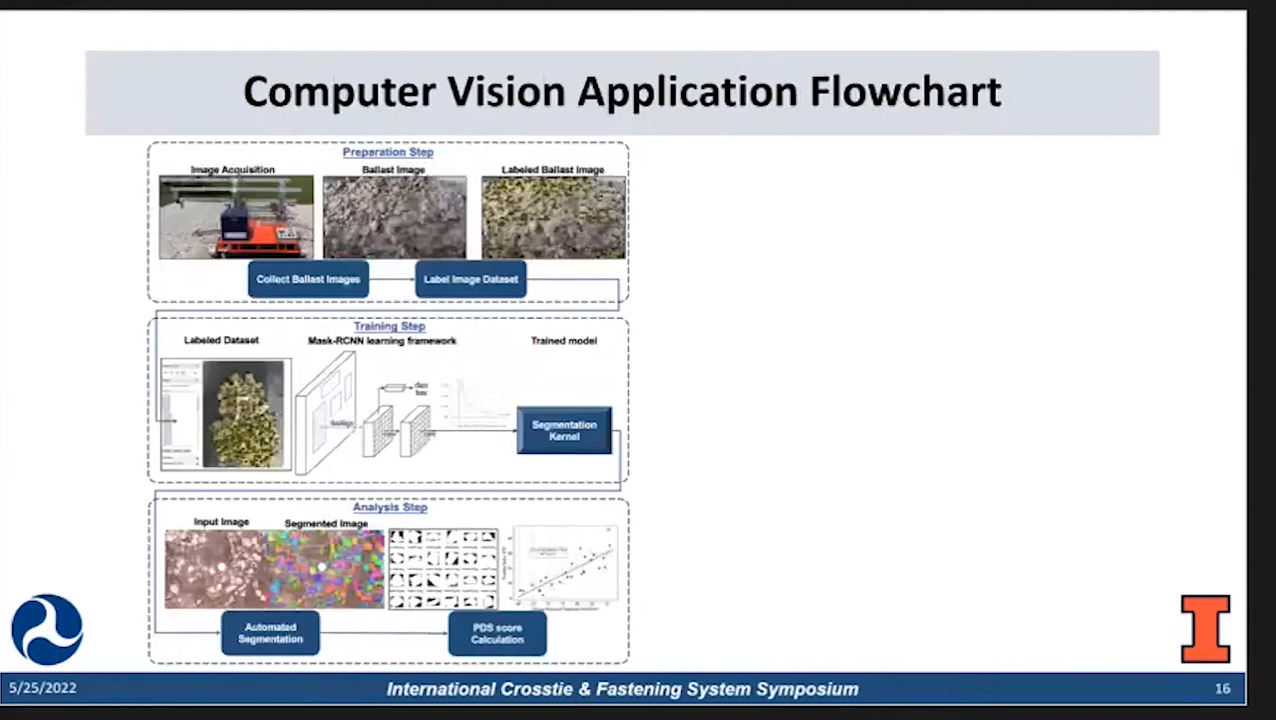 Computer Vision Application Flowchart
Preparation Step
Image Acquisition
Ballast Image
Labeled Ballast Image
Collect Ballast Images
Label Image Dataset
Training Step
Labeled Dataset
Mask-RCNN learning framework
Trained model
class
box
Segmentation
Kernel
Analysis Step
Input Image
Segmented Image
Automated
Segmentation
PDS score
Calculation
I
5/25/2022
International Crosstie & Fastening System Symposium
16